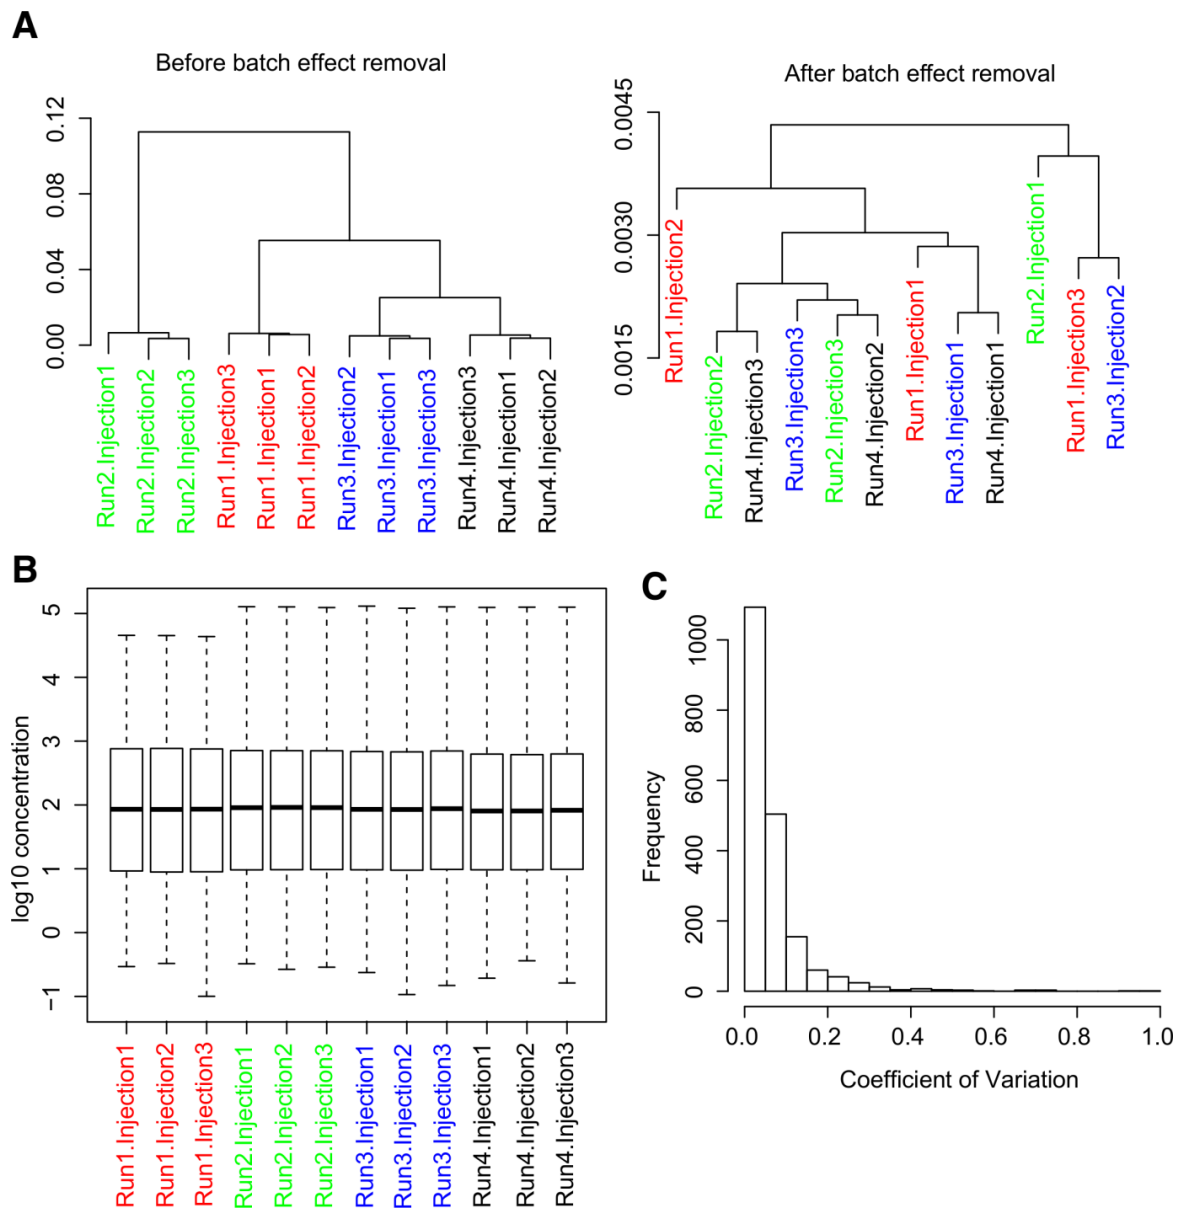 A
Before batch effect removal
After batch effect removal
0.12
0.08
0.04
0.00
Run2.Injection1
Run2.Injection2
Run2.Injection3
Run1.Injection3
Run1.Injection1
Run1.Injection2
Run3.Injection2
Run3.Injection1
Run3.Injection3
Run4.Injection3
Run4.Injection1
Run4.Injection2
0.0045
0.0030
0.0015
Run1.Injection2
Run2.Injection2
Run4.Injection3
Run3.Injection3
Run2.Injection3
Run4.Injection2
Run1.Injection1
Run3.Injection1
Run4.Injection1
Run2.Injection1
Run1.Injection3
Run3.Injection2
B
log10 concentration
5
4
3
2
1
0
−1
Run1.Injection1
Run1.Injection2
Run1.Injection3
Run2.Injection1
Run2.Injection2
Run2.Injection3
Run3.Injection1
Run3.Injection2
Run3.Injection3
Run4.Injection1
Run4.Injection2
Run4.Injection3
C
Frequency
1000
800
600
400
200
0
0.0 0.2 0.4 0.6 0.8 1.0
Coefficient of Variation